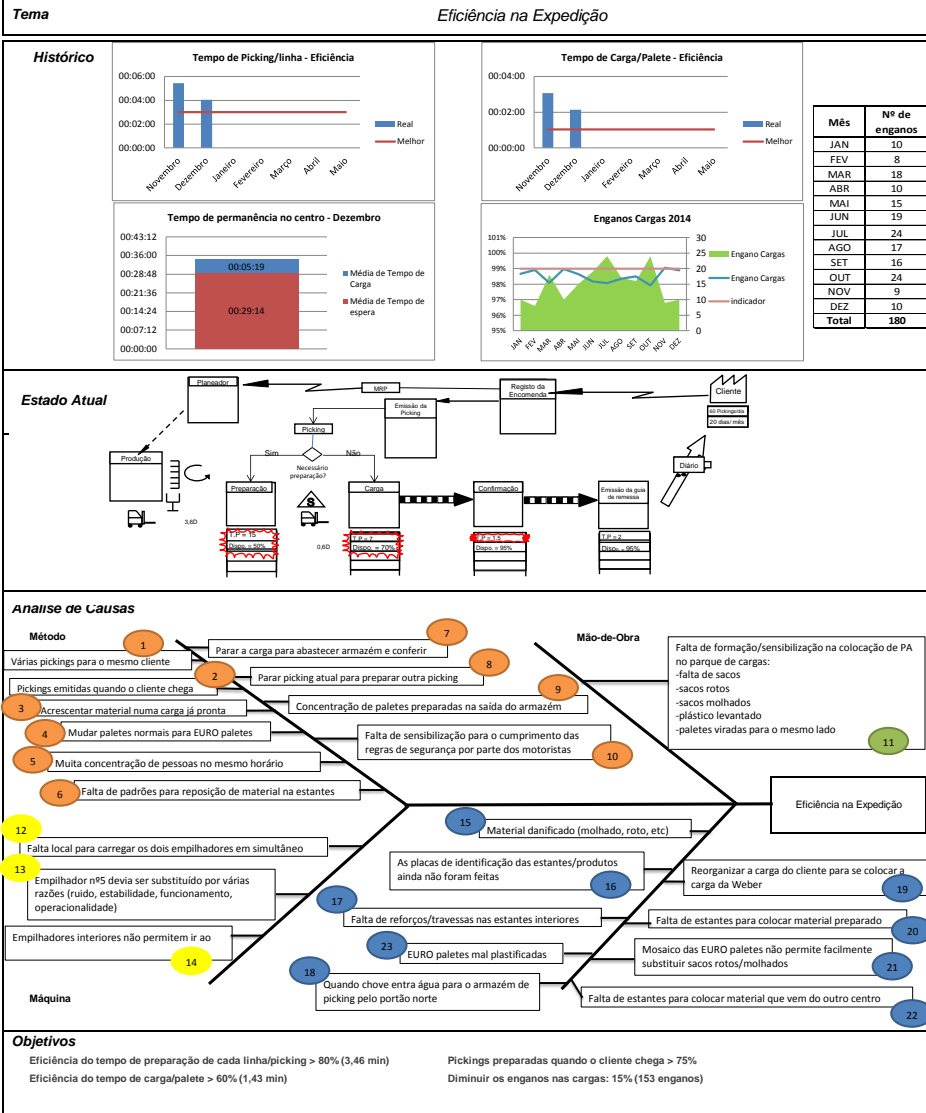 Tema
Eficiência na Expedição
Histórico
Tempo de Picking/linha - Eficiência
00:06:00
00:04:00
00:02:00
00:00:00
Novembro
Dezembro
Janeiro
Fevereiro
Março
Abril
Maio
Real
Melhor
Tempo de Carga/Palete - Eficiência
00:04:00
00:02:00
00:00:00
Novembro
Dezembro
Janeiro
Fevereiro
Março
Abril
Maio
Real
Melhor
Tempo de permanência no centro - Dezembro
00:43:12
00:36:00
00:28:48
00:21:36
00:14:24
00:07:12
00:00:00
00:05:19
00:29:14
Média de Tempo de
Carga
Média de Tempo de
espera
Enganos Cargas 2014
101%
100%
99%
98%
97%
96%
95%
30
25
20
15
10
5
0
JAN
FEV
MAR
ABR
MAI
JUN
JUL
AGO
SET
OUT
NOV
DEZ
Engano Cargas
Engano Cargas
indicador
Mês Nº de
enganos
JAN 10
FEV 8
MAR 18
ABR 10
MAI 15
JUN 19
JUL 24
AGO 17
SET 16
OUT 24
NOV 9
DEZ 10
Total 180
Estado Atual
Planeador
MRP
Registo da
Encomenda
Cliente
60 Pickings/dia
20 dias/ mês
Emissão da
Picking
Picking
Sim
Não
Necessário
preparação?
Diário
Produção
3,6D
Preparação
T.P = 15
Dispo. = 50%
S
0,6D
Carga
T.P = 7
Dispo. = 70%
Confirmação
T.P = 1,5
Dispo. = 95%
Emissão da guia
de remessa
T.P = 2
Dispo. = 95%
Análise de Causas
Método
Mão-de-Obra
1
Várias pickings para o mesmo cliente
2
Pickings emitidas quando o cliente chega
3
Acrescentar material numa carga já pronta
4
Mudar paletes normais para EURO paletes
5
Muita concentração de pessoas no mesmo horário
6
Falta de padrões para reposição de material na estantes
7
Parar a carga para abastecer armazém e conferir
8
Parar picking atual para preparar outra picking
9
Concentração de paletes preparadas na saída do armazém
Falta de sensibilização para o cumprimento das
regras de segurança por parte dos motoristas
10
Falta de formação/sensibilização na colocação de PA
no parque de cargas:
-falta de sacos
-sacos rotos
-sacos molhados
-plástico levantado
-paletes viradas para o mesmo lado
11
Eficiência na Expedição
12
Falta local para carregar os dois empilhadores em simultâneo
13
Empilhador nº5 devia ser substituído por várias
razões (ruido, estabilidade, funcionamento,
operacionalidade)
Empilhadores interiores não permitem ir ao
14
Máquina
15
Material danificado (molhado, roto, etc)
As placas de identificação das estantes/produtos
ainda não foram feitas
16
17
Falta de reforços/travessas nas estantes interiores
23
EURO paletes mal plastificadas
18
Quando chove entra água para o armazém de
picking pelo portão norte
Reorganizar a carga do cliente para se colocar a
carga da Weber
19
Falta de estantes para colocar material preparado
20
Mosaico das EURO paletes não permite facilmente
substituir sacos rotos/molhados
21
Falta de estantes para colocar material que vem do outro centro
22
Objetivos
Eficiência do tempo de preparação de cada linha/picking > 80% (3,46 min)
Pickings preparadas quando o cliente chega > 75%
Eficiência do tempo de carga/palete > 60% (1,43 min)
Diminuir os enganos nas cargas: 15% (153 enganos)